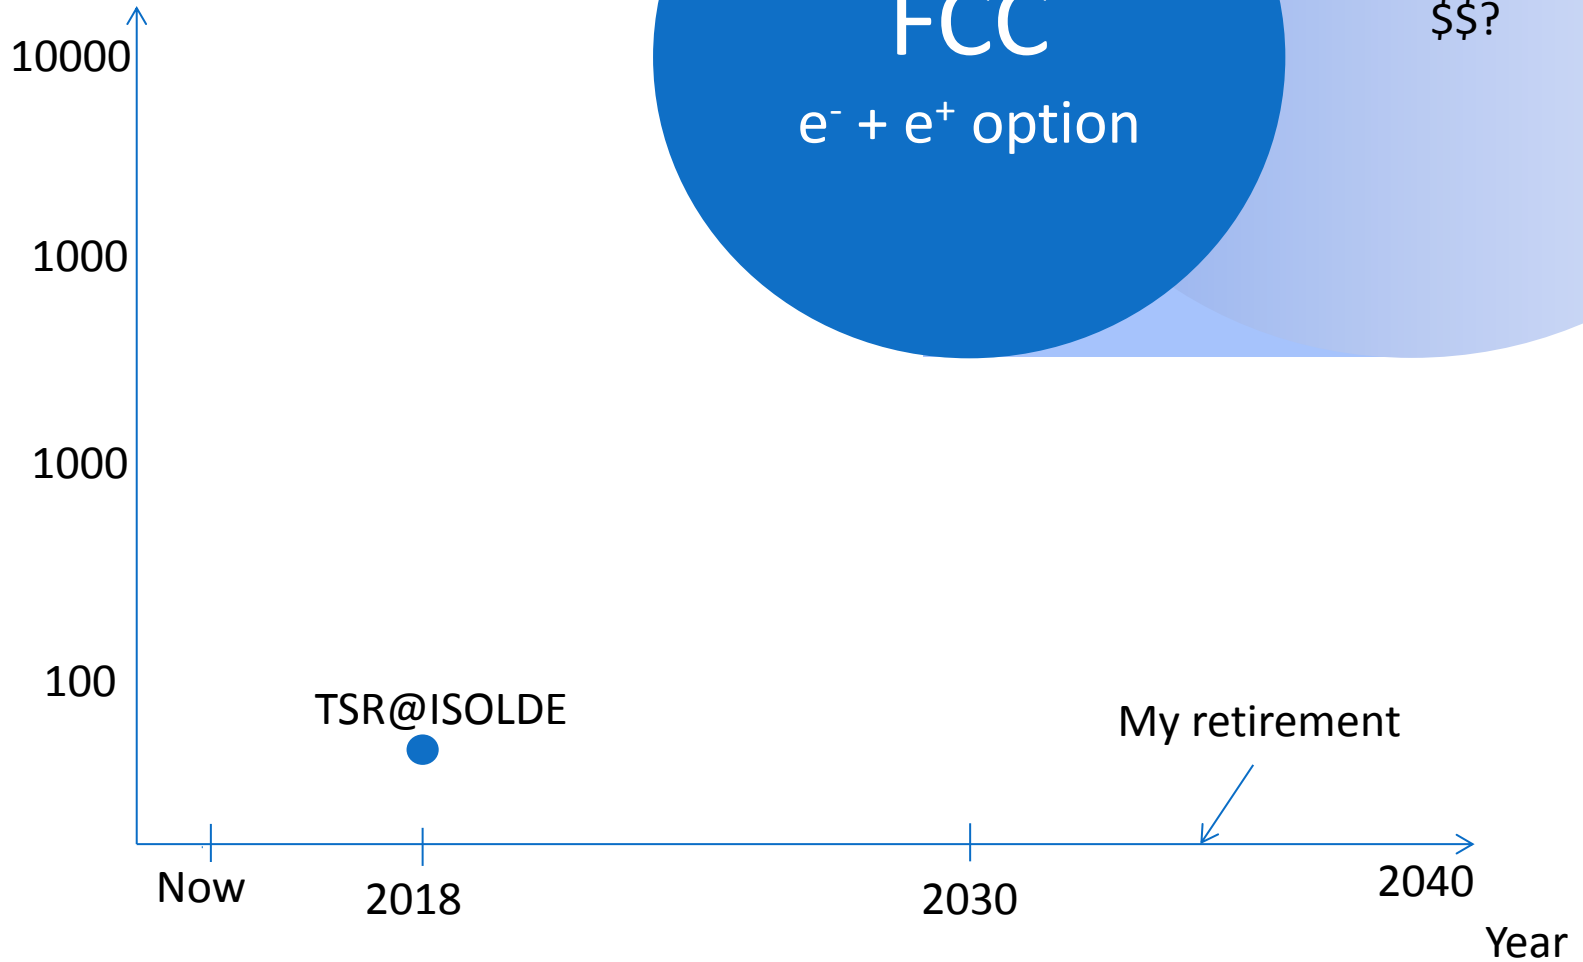 $$?
FCC
e⁻ + e⁺ option
10000
1000
1000
100
TSR@ISOLDE
My retirement
Now
2018
2030
2040
Year